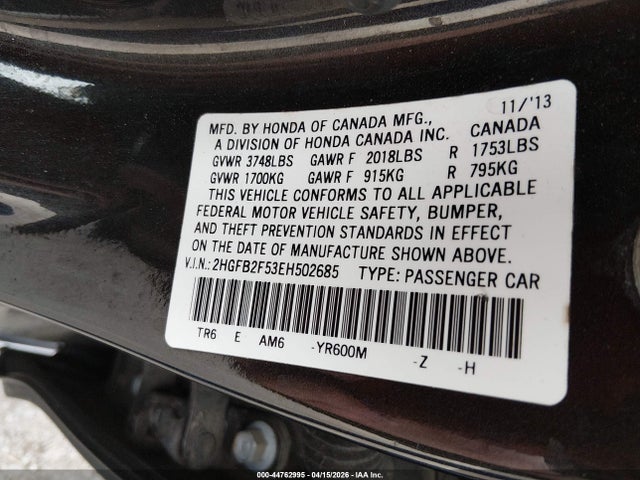 11/'13
MFD. BY HONDA OF CANADA MFG.,
A DIVISION OF HONDA CANADA INC. CANADA
GVWR 3748LBS GAWR F 2018LBS R 1753LBS
GVWR 1700KG GAWR F 915KG R 795KG
THIS VEHICLE CONFORMS TO ALL APPLICABLE
FEDERAL MOTOR VEHICLE SAFETY, BUMPER,
AND THEFT PREVENTION STANDARDS IN EFFECT
ON THE DATE OF MANUFACTURE SHOWN ABOVE.
V.I.N.: 2HGFB2F53EH502685 TYPE: PASSENGER CAR
TR6 E AM6 -YR600M -Z -H
000-44762995 - 04/15/2026 - IAA Inc.